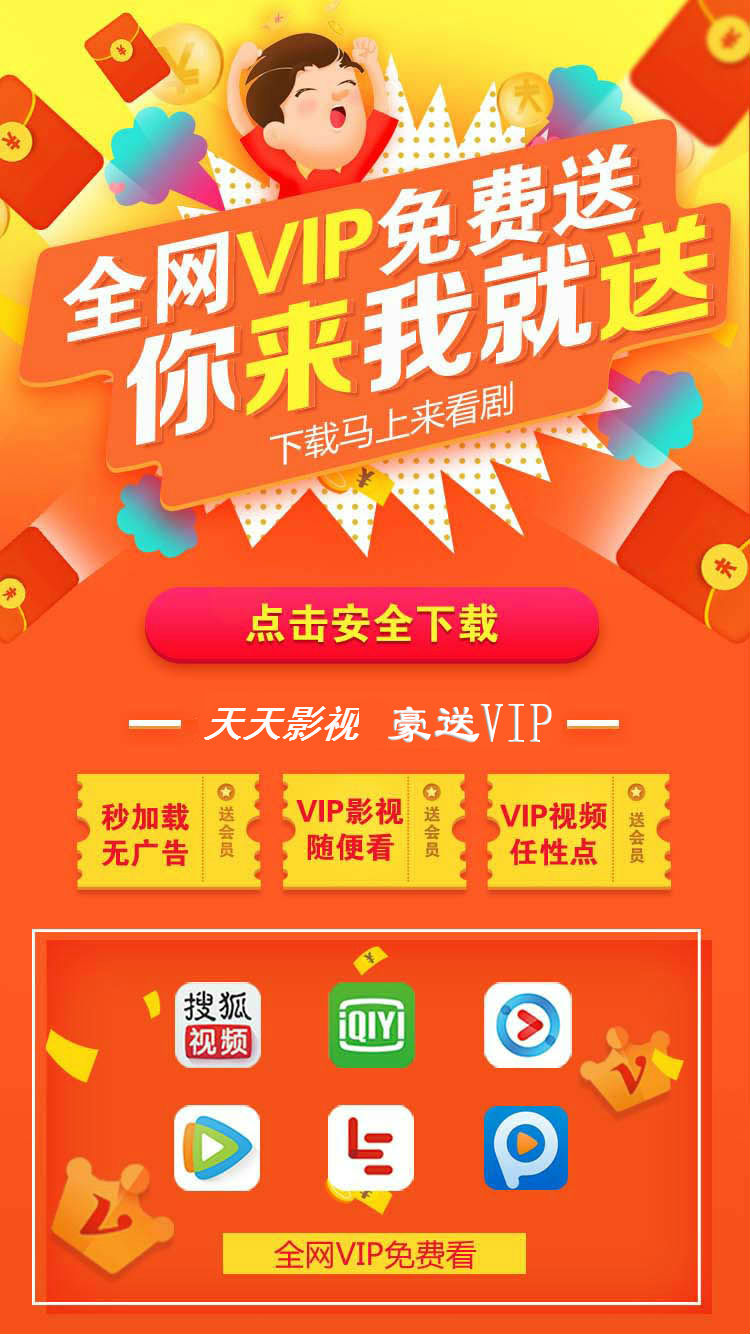 全网VIP免费送
你来我就送
下载马上来看剧
点击安全下载
天天影视 豪送VIP
秒加载
无广告
送会员
VIP影视
随便看
送会员
VIP视频
任性点
送会员
搜狐
视频
iQIYI
全网VIP免费看